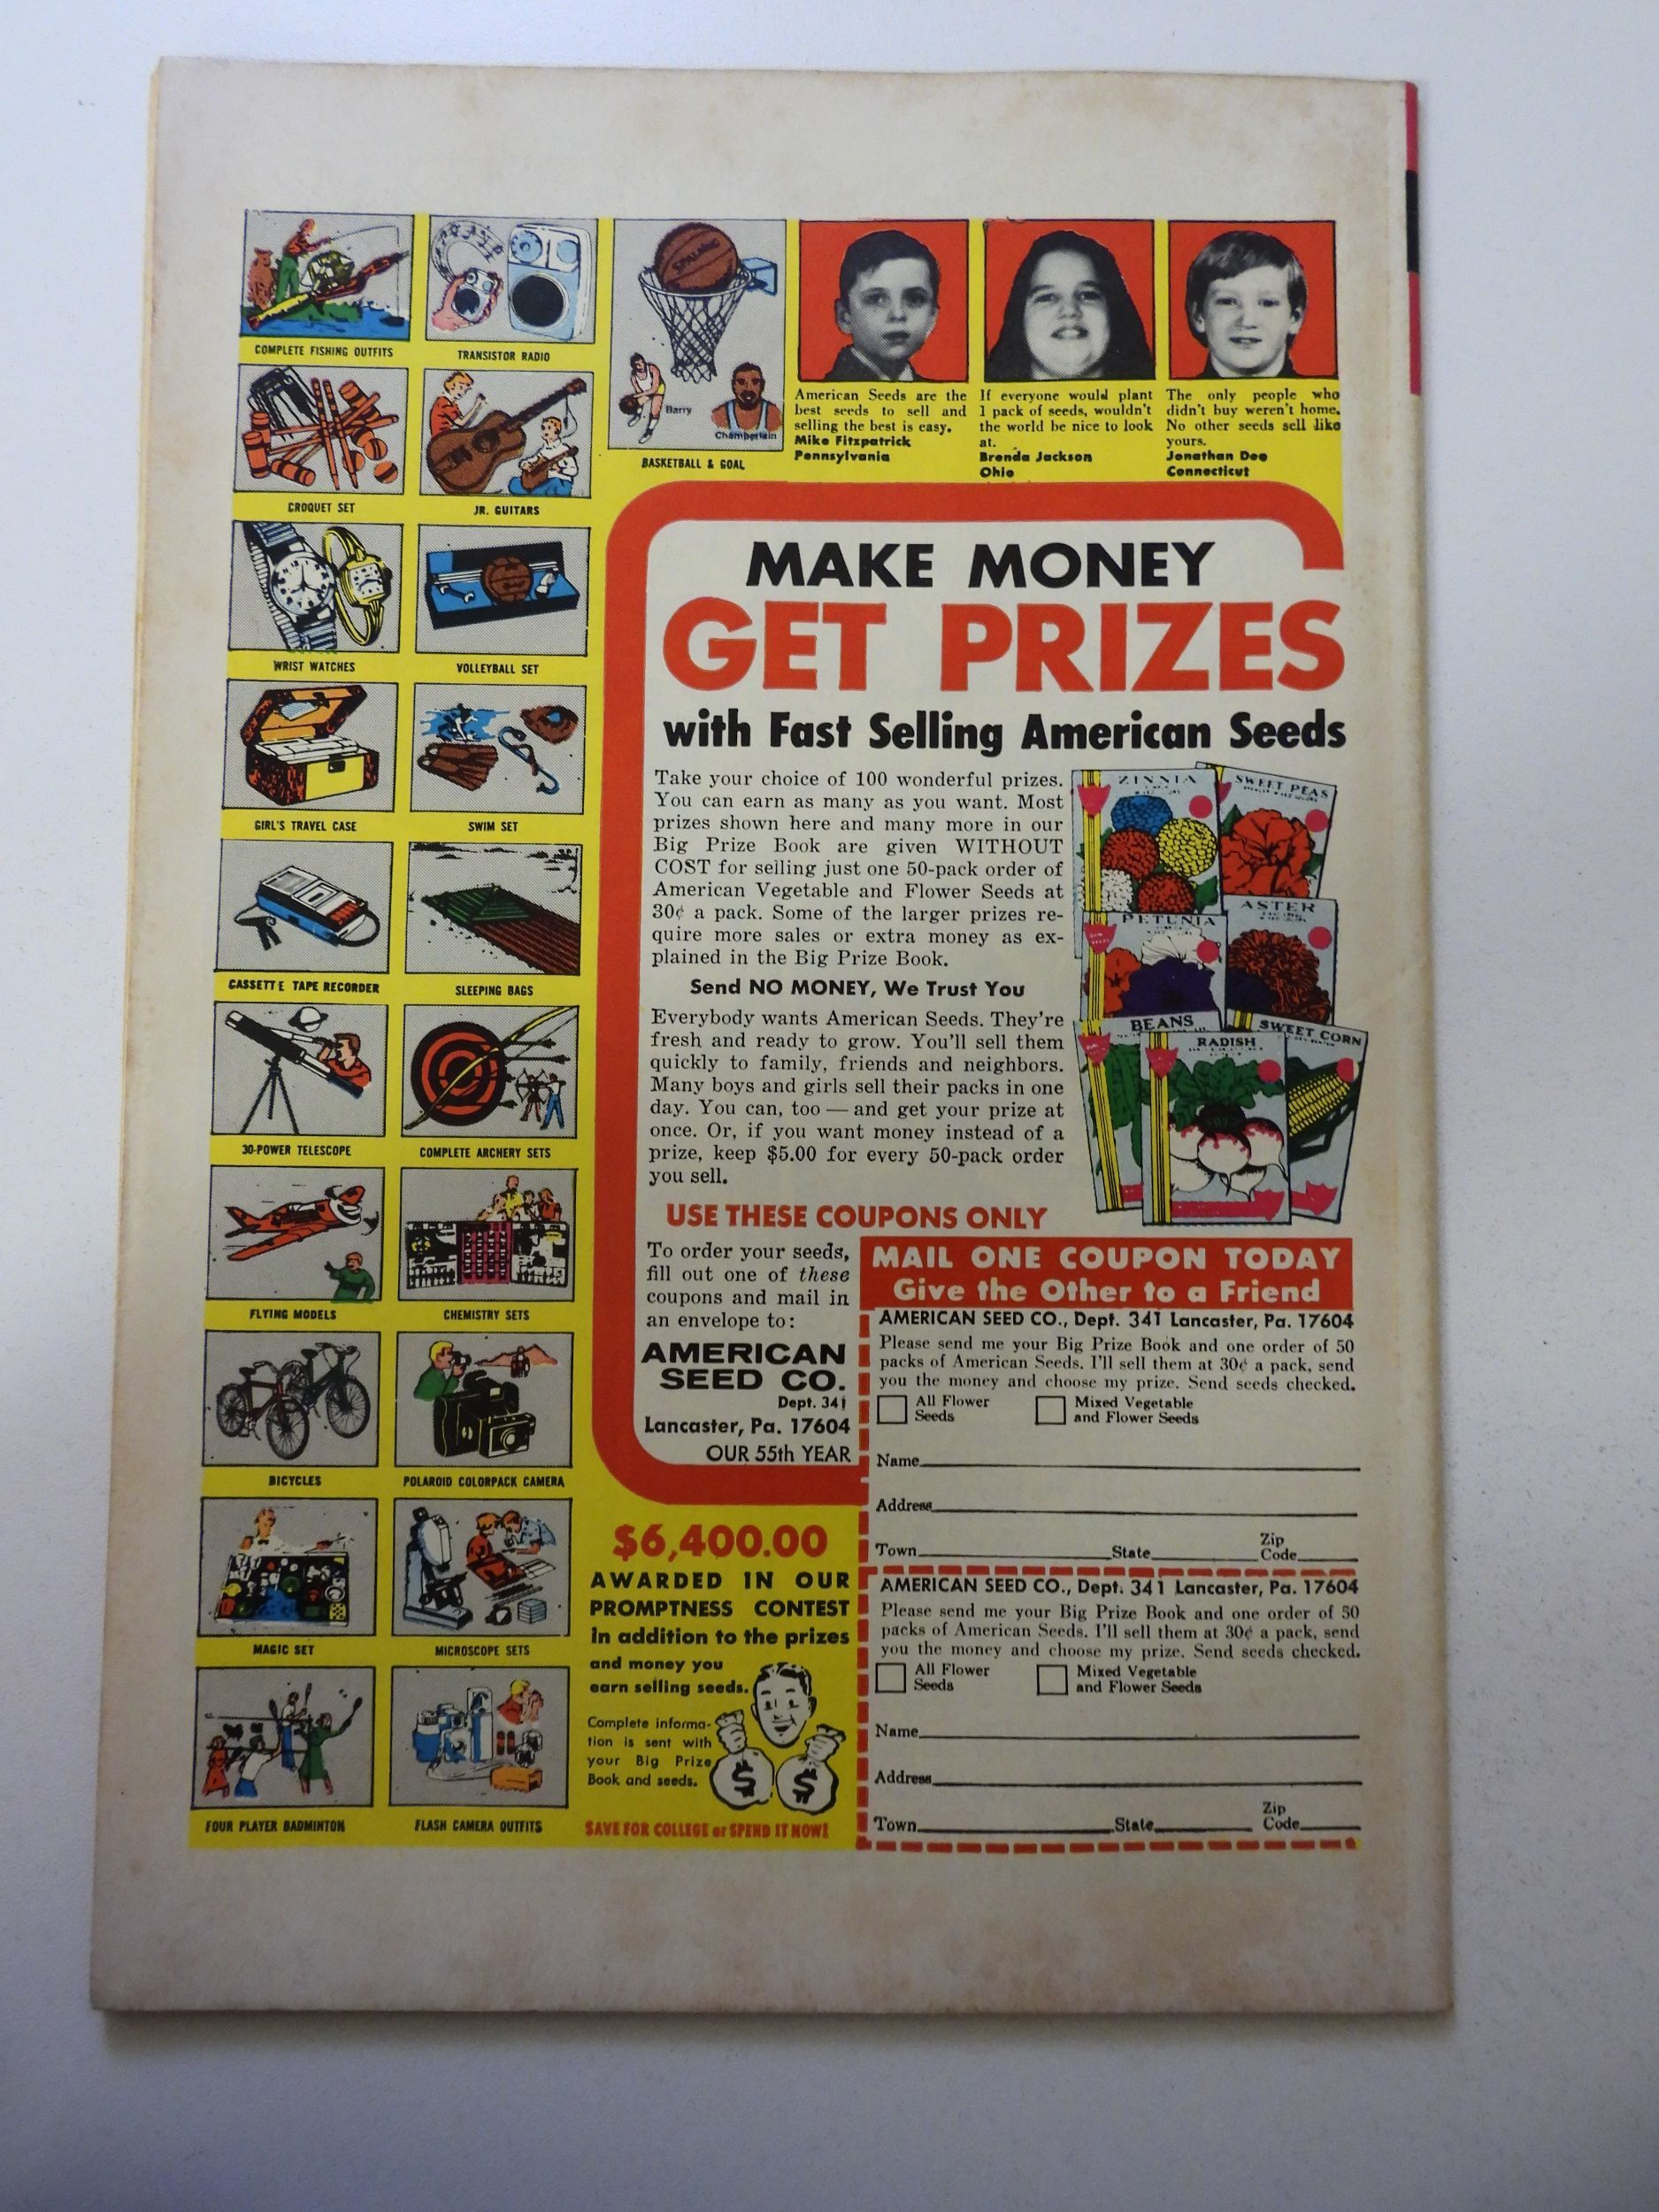 COMPLETE FISHING OUTFITS
TRANSISTOR RADIO
SPALDING
Barry
Chamberlain
BASKETBALL & GOAL
CROQUET SET
JR. GUITARS
WRIST WATCHES
VOLLEYBALL SET
GIRL'S TRAVEL CASE
SWIM SET
CASSETTE TAPE RECORDER
SLEEPING BAGS
30-POWER TELESCOPE
COMPLETE ARCHERY SETS
FLYING MODELS
CHEMISTRY SETS
BICYCLES
POLAROID COLORPACK CAMERA
MAGIC SET
MICROSCOPE SETS
FOUR PLAYER BADMINTON
FLASH CAMERA OUTFITS
American Seeds are the
best seeds to sell and
selling the best is easy.
Mike Fitzpatrick
Pennsylvania
If everyone would plant
1 pack of seeds, wouldn't
the world be nice to look
at.
Brenda Jackson
Ohio
The only people who
didn't buy weren't home.
No other seeds sell like
yours.
Jonathan Dee
Connecticut
MAKE MONEY
GET PRIZES
with Fast Selling American Seeds
Take your choice of 100 wonderful prizes.
You can earn as many as you want. Most
prizes shown here and many more in our
Big Prize Book are given WITHOUT
COST for selling just one 50-pack order of
American Vegetable and Flower Seeds at
30¢ a pack. Some of the larger prizes re-
quire more sales or extra money as ex-
plained in the Big Prize Book.
Send NO MONEY, We Trust You
Everybody wants American Seeds. They're
fresh and ready to grow. You'll sell them
quickly to family, friends and neighbors.
Many boys and girls sell their packs in one
day. You can, too — and get your prize at
once. Or, if you want money instead of a
prize, keep $5.00 for every 50-pack order
you sell.
ZINNIA
SWEET PEAS
PETUNIA
ASTER
BEANS
RADISH
SWEET CORN
USE THESE COUPONS ONLY
To order your seeds,
fill out one of these
coupons and mail in
an envelope to:
AMERICAN
SEED CO.
Dept. 341
Lancaster, Pa. 17604
OUR 55th YEAR
MAIL ONE COUPON TODAY
Give the Other to a Friend
AMERICAN SEED CO., Dept. 341 Lancaster, Pa. 17604
Please send me your Big Prize Book and one order of 50
packs of American Seeds. I'll sell them at 30¢ a pack, send
you the money and choose my prize. Send seeds checked.
All Flower
Seeds
Mixed Vegetable
and Flower Seeds
Name
Address
Town State Zip Code
AMERICAN SEED CO., Dept. 341 Lancaster, Pa. 17604
Please send me your Big Prize Book and one order of 50
packs of American Seeds. I'll sell them at 30¢ a pack, send
you the money and choose my prize. Send seeds checked.
All Flower
Seeds
Mixed Vegetable
and Flower Seeds
Name
Address
Town State Zip Code
$6,400.00
AWARDED IN OUR
PROMPTNESS CONTEST
in addition to the prizes
and money you
earn selling seeds.
Complete informa-
tion is sent with
your Big Prize
Book and seeds.
$ $
SAVE FOR COLLEGE or SPEND IT NOW!